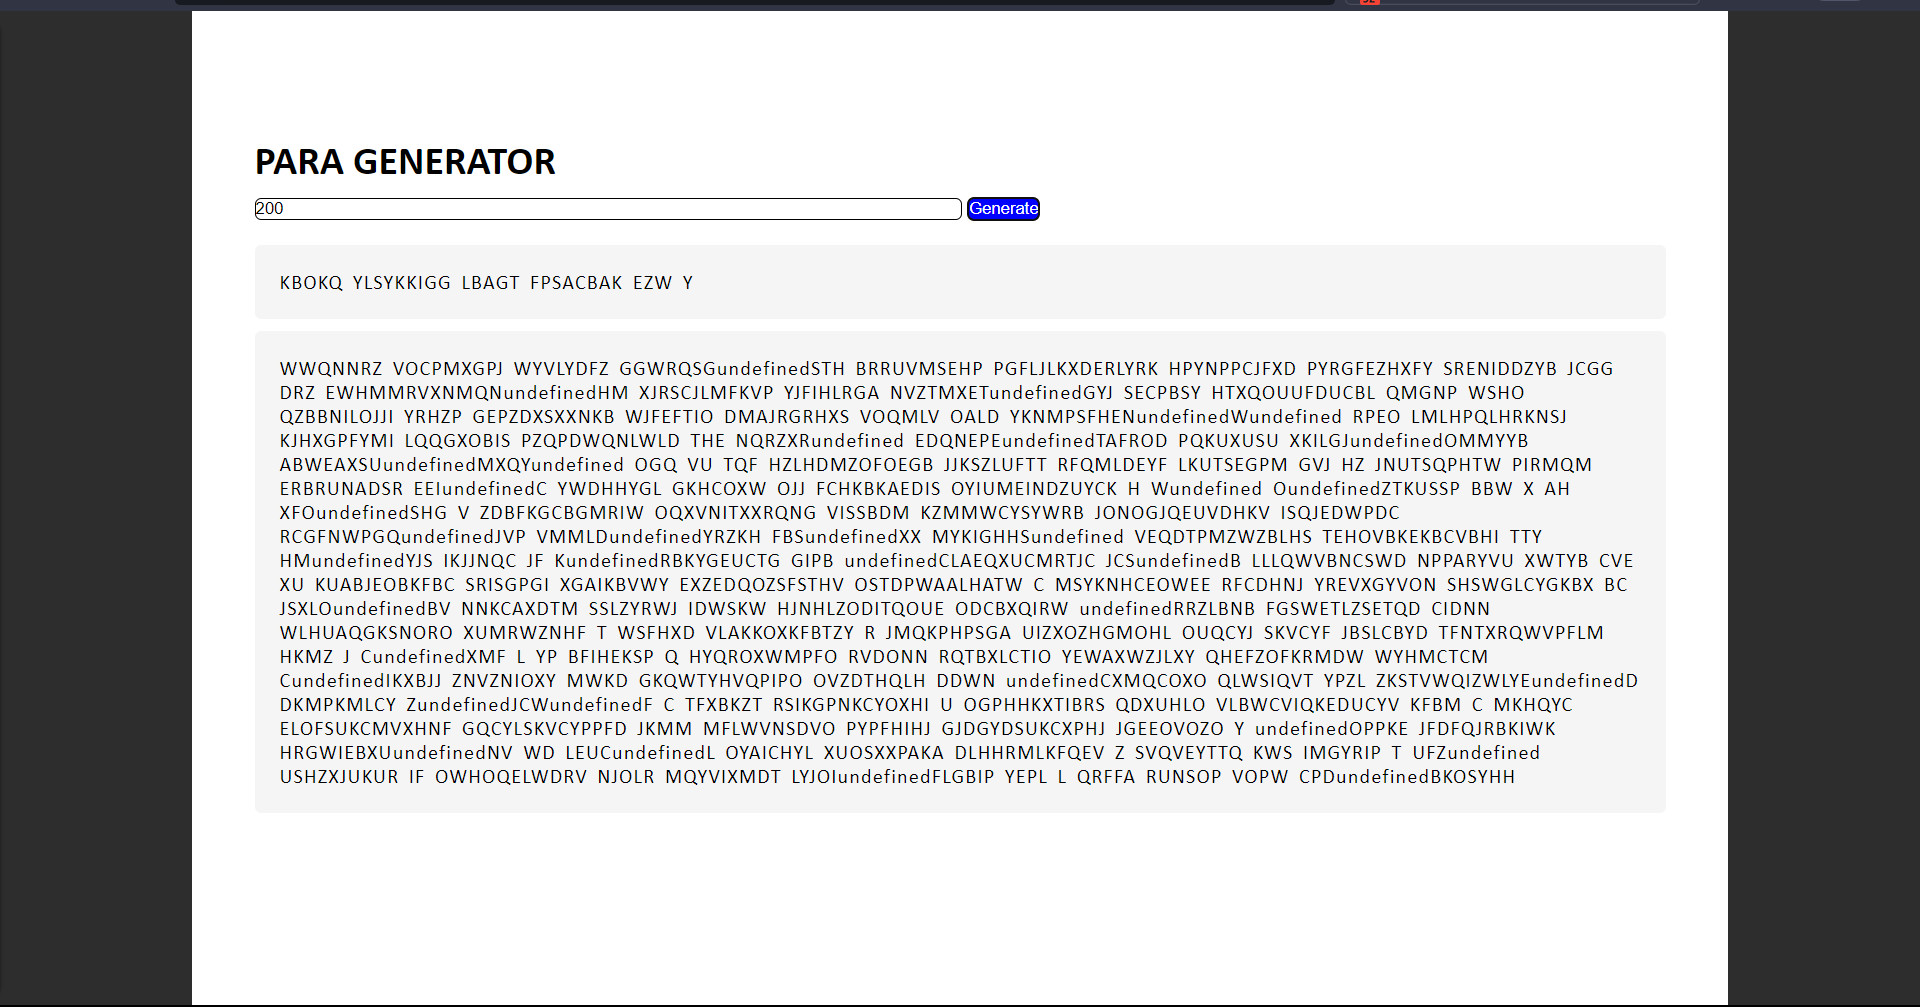 PARA GENERATOR
200
Generate
KBOKQ YLSYKKIGG LBAGT FPSACBAK EZW Y
WWQNNRZ VOCPMXGPJ WYVLYDFZ GGWRQSGundefinedSTH BRRUVMSEHP PGFLJLKXDERLYRK HPYNPPCJFXD PYRGFEZHXFY SRENIDDZYB JCGG
DRZ EWHMMRVXNMQNundefinedHM XJRSCJLMFKVP YJFIHLRGA NVZTMXETundefinedGYJ SECPBSY HTXQOUUFDUCBL QMGNP WSHO
QZBBNILOJJI YRHZP GEPZDXSXXNKB WJFEFTIO DMAJRGRHXS VOQMLV OALD YKNMPSFHENundefinedWundefined RPEO LMLHPQLHRKNSJ
KJHXGPFYMI LQQGXOBIS PZQPDWQNLWLD THE NQRZXRundefined EDQNEPEundefinedTAFROD PQKUXUSU XKILGJundefinedOMMYYB
ABWEAXSUundefinedMXQYundefined OGQ VU TQF HZLHDMZOFOEGB JJKSZLUFTT RFQMLDEYF LKUTSEGPM GVJ HZ JNUTSQPHTW PIRMQM
ERBRUNADSR EEIundefinedC YWDHHYGL GKHCOXW OJJ FCHKBKAEDIS OYIUMEINDZUYCK H Wundefined OundefinedZTKUSSP BBW X AH
XFOundefinedSHG V ZDBFKGCBGMRIW OQXVNITXXRQNG VISSBDM KZMMWCYSYWRB JONOGJQEUVDHKV ISQJEDWPDC
RCGFNWPGQundefinedJVP VMMLDundefinedYRZKH FBSundefinedXX MYKIGHHSundefined VEQDTPMZWZBLHS TEHOVBKEKBCVBHI TTY
HMundefinedYJS IKJJNQC JF KundefinedRBKYGEUCTG GIPB undefinedCLAEQXUCMRTJC JCSundefinedB LLLQWVBNCSWD NPPARYVU XWTYB CVE
XU KUABJEOBKFBC SRISGPGI XGAIKBVWY EXZEDQOZSFSTHV OSTDPWAALHATW C MSYKNHCEOWEE RFCDHNJ YREVXGYVON SHSWGLCYGKBX BC
JSXLOundefinedBV NNKCAXDTM SSLZYRWJ IDWSKW HJNHLZODITQOUE ODCBXQIRW undefinedRRZLBNB FGSWETLZSETQD CIDNN
WLHUAQGKSNORO XUMRWZNHF T WSFHXD VLAKKOXKFBTZY R JMQKPHPSGA UIZXOZHGMOHL OUQCYJ SKVCYF JBSLCBYD TFNTXRQWVPFLM
HKMZ J CundefinedXMF L YP BFIHEKSP Q HYQROXWMPFO RVDONN RQTBXLCTIO YEWAXWZJLXY QHEFZOFKRMDW WYHMCTCM
CundefinedIKXBJJ ZNVZNIOXY MWKD GKQWTYHVQPIPO OVZDTHQLH DDWN undefinedCXMQCOXO QLWSIQVT YPZL ZKSTVWQIZWLYEundefinedD
DKMPKMLCY ZundefinedJCWundefinedF C TFXBKZT RSIKGPNKCYOXHI U OGPHHKXTIBRS QDXUHLO VLBWCVIQKEDUCYV KFBM C MKHQYC
ELOFSUKCMVXHNF GQCYLSKVCYPPFD JKMM MFLWVNSDVO PYPFHIHJ GJDGYDSUKCXPHJ JGEEOVOZO Y undefinedOPPKE JFDFQJRBKIWK
HRGWIEBXUundefinedNV WD LEUCundefinedL OYAICHYL XUOSXXPAKA DLHHRMLKFQEV Z SVQVEYTTQ KWS IMGYRIP T UFZundefined
USHZXJUKUR IF OWHOQELWDRV NJOLR MQYVIXMDT LYJOIundefinedFLGBIP YEPL L QRFFA RUNSOP VOPW CPDundefinedBKOSYHH